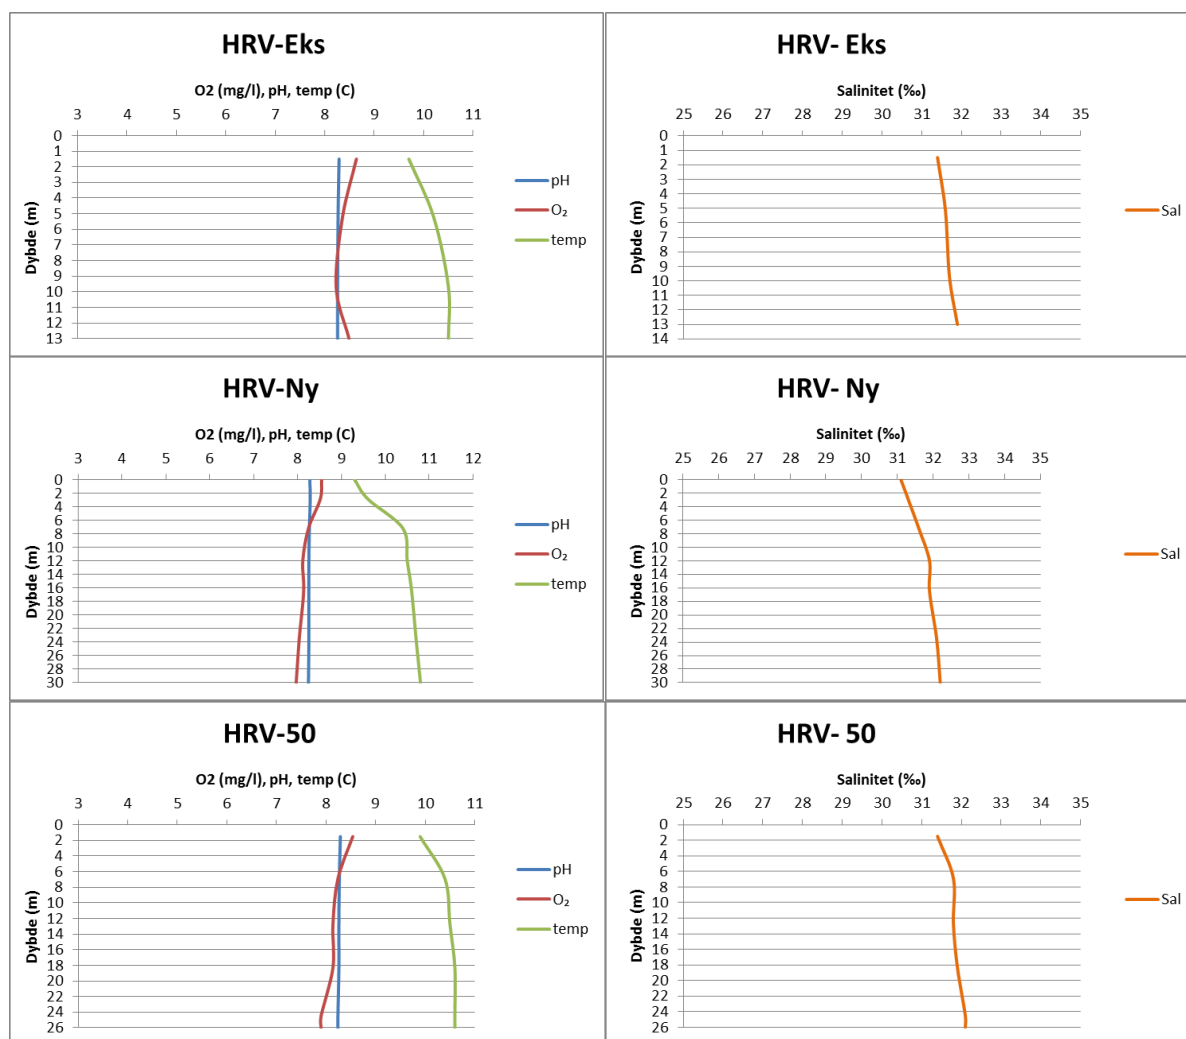 HRV-Eks
O2 (mg/l), pH, temp (C)
3 4 5 6 7 8 9 10 11
0
1
2
3
4
5
6
7
8
9
10
11
12
13
Dybde (m)
pH
O₂
temp
HRV- Eks
Salinitet (‰)
25 26 27 28 29 30 31 32 33 34 35
0
1
2
3
4
5
6
7
8
9
10
11
12
13
14
Dybde (m)
Sal
HRV-Ny
O2 (mg/l), pH, temp (C)
3 4 5 6 7 8 9 10 11 12
0
2
4
6
8
10
12
14
16
18
20
22
24
26
28
30
Dybde (m)
pH
O₂
temp
HRV- Ny
Salinitet (‰)
25 26 27 28 29 30 31 32 33 34 35
0
2
4
6
8
10
12
14
16
18
20
22
24
26
28
30
Dybde (m)
Sal
HRV-50
O2 (mg/l), pH, temp (C)
3 4 5 6 7 8 9 10 11
0
2
4
6
8
10
12
14
16
18
20
22
24
26
Dybde (m)
pH
O₂
temp
HRV- 50
Salinitet (‰)
25 26 27 28 29 30 31 32 33 34 35
0
2
4
6
8
10
12
14
16
18
20
22
24
26
Dybde (m)
Sal